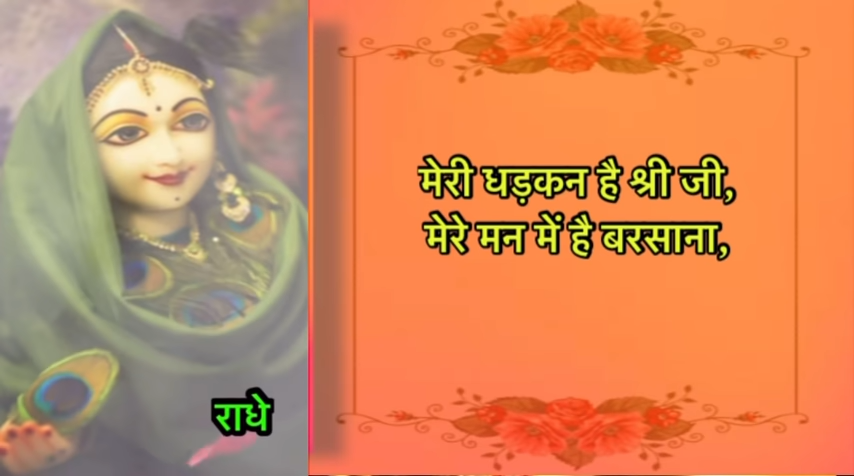 मेरी धड़कन है श्री जी,
मेरे मन में है बरसाना,
राधे